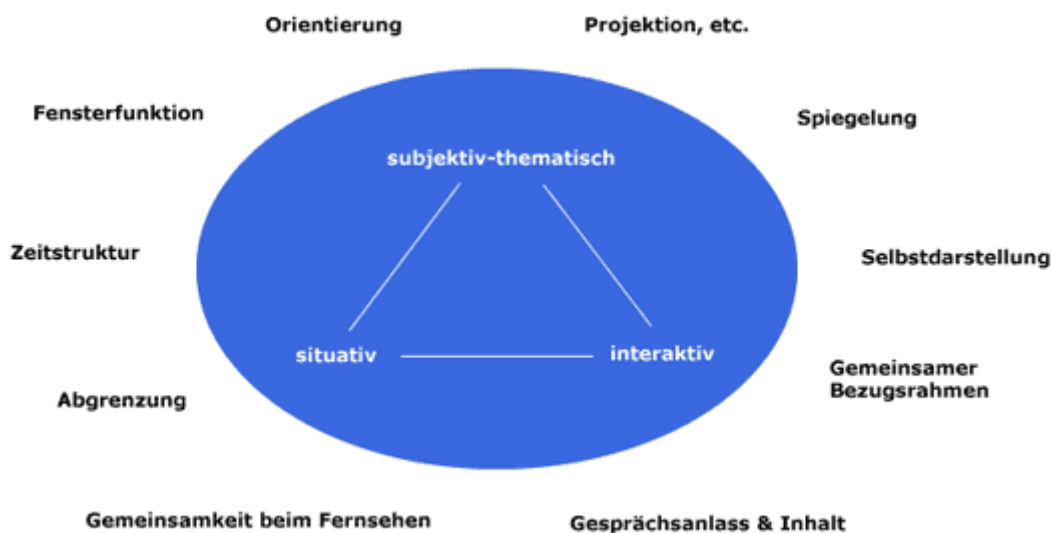 Orientierung
Projektion, etc.
Fensterfunktion
Spiegelung
subjektiv-thematisch
Zeitstruktur
Selbstdarstellung
situativ
interaktiv
Gemeinsamer
Bezugsrahmen
Abgrenzung
Gemeinsamkeit beim Fernsehen
Gesprächsanlass & Inhalt